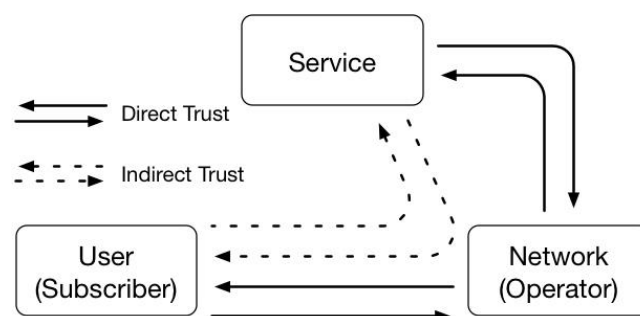 Service
Direct Trust
Indirect Trust
User
(Subscriber)
Network
(Operator)